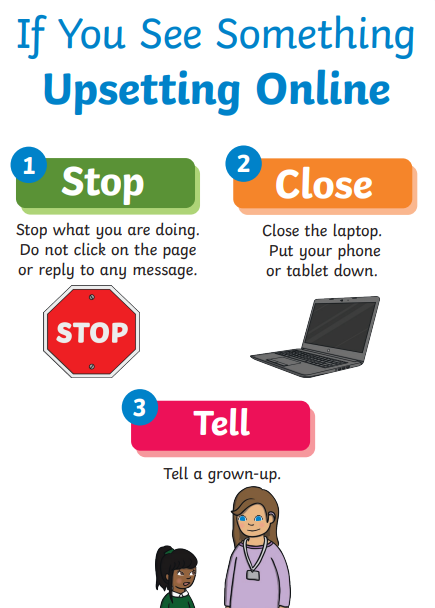 If You See Something
Upsetting Online
1
Stop
Stop what you are doing.
Do not click on the page
or reply to any message.
STOP
2
Close
Close the laptop.
Put your phone
or tablet down.
3
Tell
Tell a grown-up.